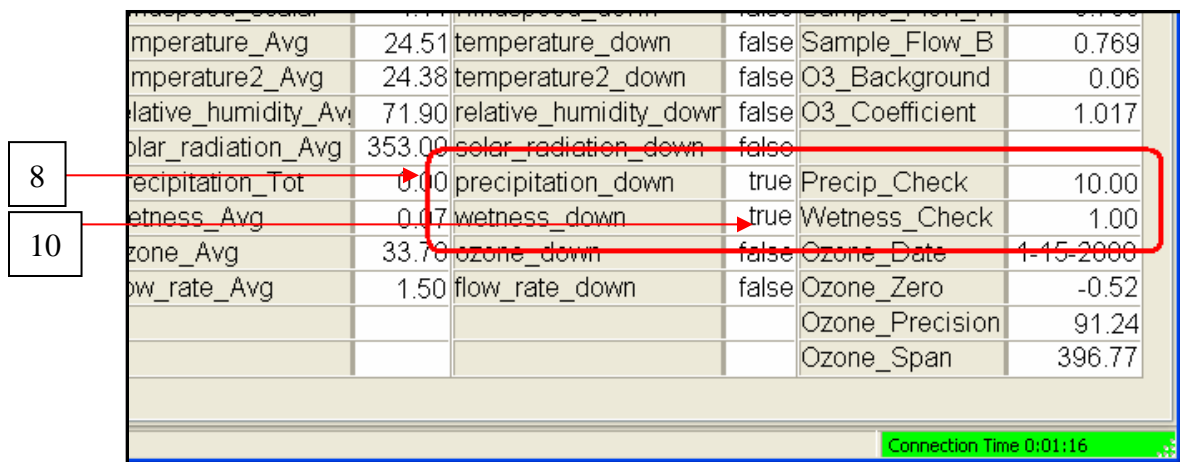 mperature_Avg 24.51 temperature_down false Sample_Flow_B 0.769
mperature2_Avg 24.38 temperature2_down false O3_Background 0.06
elative_humidity_Av 71.90 relative_humidity_dowr false O3_Coefficient 1.017
olar_radiation_Avg 353.00 solar_radiation_down false
8 recipitation_Tot 0.00 precipitation_down true Precip_Check 10.00
10 etness_Avg 0.07 wetness_down true Wetness_Check 1.00
zone_Avg 33.70 ozone_down false Ozone_Date 1-15-2000
ow_rate_Avg 1.50 flow_rate_down false Ozone_Zero -0.52
Ozone_Precision 91.24
Ozone_Span 396.77
Connection Time 0:01:16